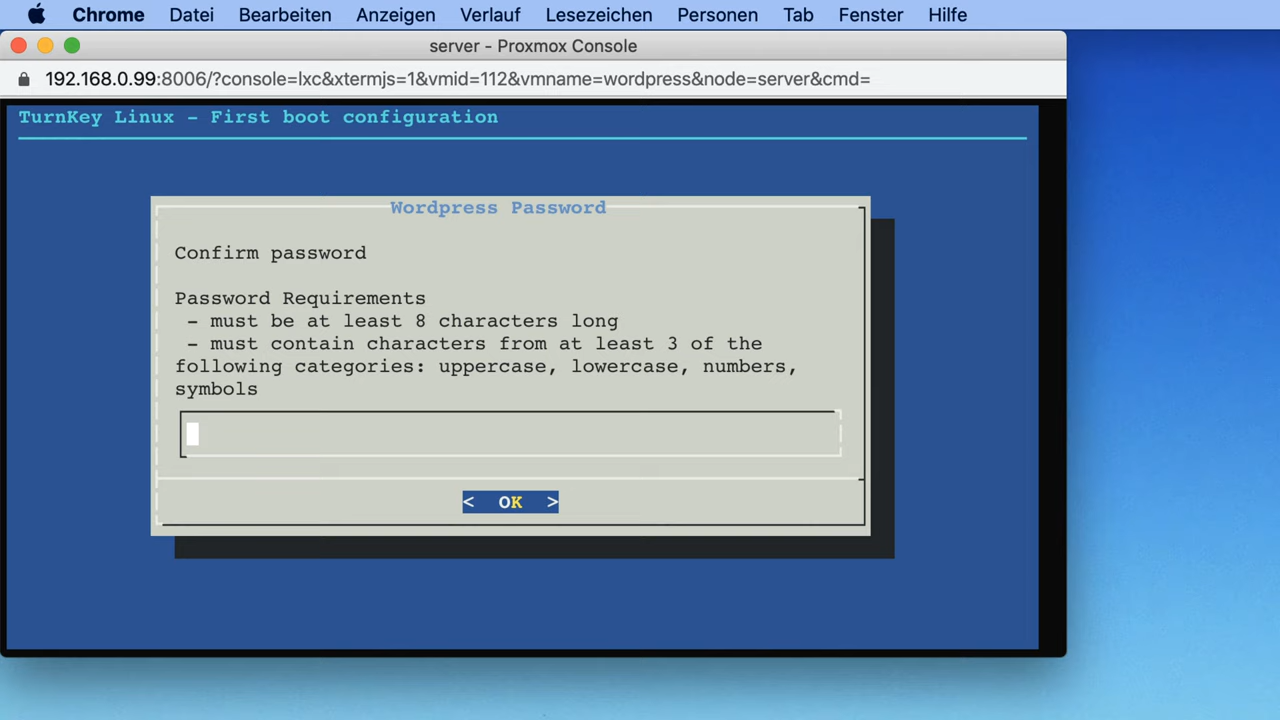 Chrome Datei Bearbeiten Anzeigen Verlauf Lesezeichen Personen Tab Fenster Hilfe
server - Proxmox Console
192.168.0.99:8006/?console=lxc&xtermjs=1&vmid=112&vmname=wordpress&node=server&cmd=
TurnKey Linux - First boot configuration
Wordpress Password
Confirm password
Password Requirements
- must be at least 8 characters long
- must contain characters from at least 3 of the
following categories: uppercase, lowercase, numbers,
symbols
< OK >